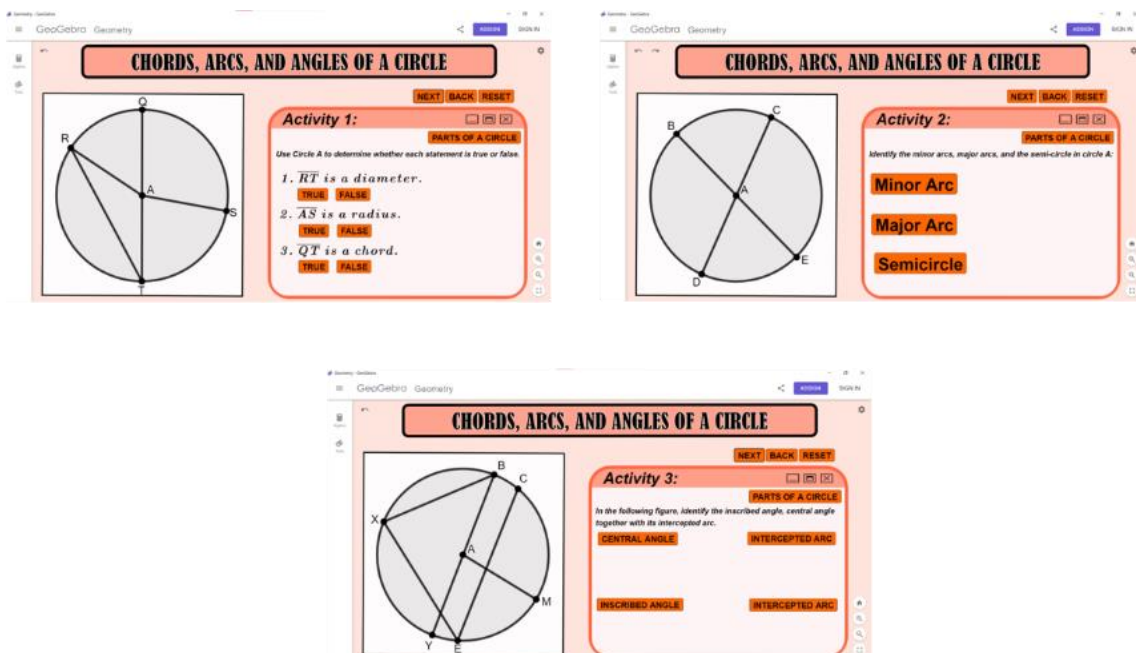 Geometry - GeoGebra
GeoGebra Geometry
ASSIGN SIGN IN
CHORDS, ARCS, AND ANGLES OF A CIRCLE
NEXT BACK RESET
Activity 1:
PARTS OF A CIRCLE
Use Circle A to determine whether each statement is true or false.
1. RT is a diameter.
TRUE FALSE
2. AS is a radius.
TRUE FALSE
3. QT is a chord.
TRUE FALSE
Q
R
A
S
T
Geometry - GeoGebra
GeoGebra Geometry
ASSIGN SIGN IN
CHORDS, ARCS, AND ANGLES OF A CIRCLE
NEXT BACK RESET
Activity 2:
PARTS OF A CIRCLE
Identify the minor arcs, major arcs, and the semi-circle in circle A:
Minor Arc
Major Arc
Semicircle
C
B
A
E
D
Geometry - GeoGebra
GeoGebra Geometry
ASSIGN SIGN IN
CHORDS, ARCS, AND ANGLES OF A CIRCLE
NEXT BACK RESET
Activity 3:
PARTS OF A CIRCLE
In the following figure, identify the inscribed angle, central angle
together with its intercepted arc.
CENTRAL ANGLE INTERCEPTED ARC
INSCRIBED ANGLE INTERCEPTED ARC
B
C
X
A
M
Y
E